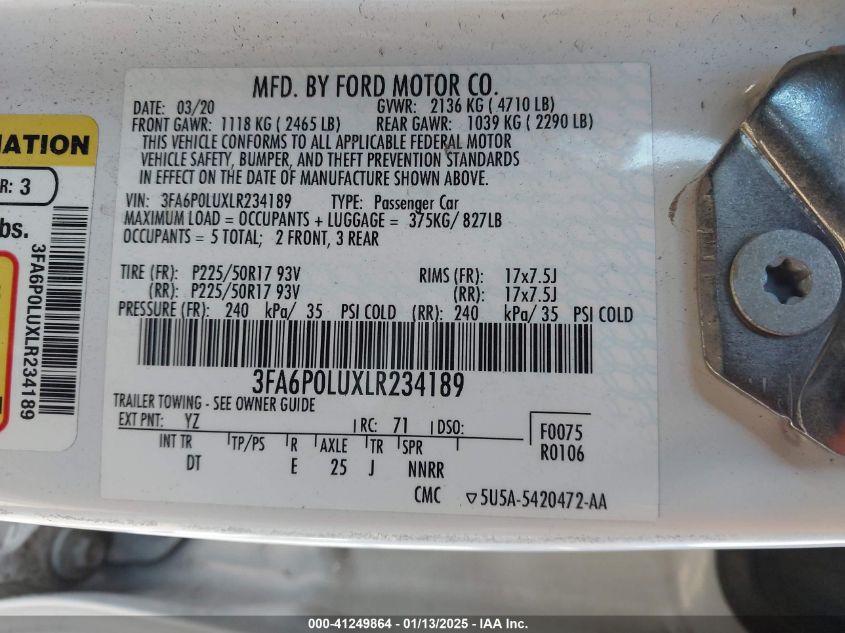 MFD. BY FORD MOTOR CO.
DATE: 03/20 GVWR: 2136 KG ( 4710 LB)
FRONT GAWR: 1118 KG ( 2465 LB) REAR GAWR: 1039 KG ( 2290 LB)
THIS VEHICLE CONFORMS TO ALL APPLICABLE FEDERAL MOTOR
VEHICLE SAFETY, BUMPER, AND THEFT PREVENTION STANDARDS
IN EFFECT ON THE DATE OF MANUFACTURE SHOWN ABOVE.
VIN: 3FA6P0LUXLR234189 TYPE: Passenger Car
MAXIMUM LOAD = OCCUPANTS + LUGGAGE = 375KG/ 827LB
OCCUPANTS = 5 TOTAL; 2 FRONT, 3 REAR
TIRE (FR): P225/50R17 93V RIMS (FR): 17x7.5J
(RR): P225/50R17 93V (RR): 17x7.5J
PRESSURE (FR): 240 kPa/ 35 PSI COLD (RR): 240 kPa/ 35 PSI COLD
3FA6P0LUXLR234189
TRAILER TOWING - SEE OWNER GUIDE
EXT PNT: YZ RC: 71 DSO: F0075
R0106
INT TR TP/PS R AXLE TR SPR
DT E 25 J NNRR
CMC ▽5U5A-5420472-AA
MATION
R: 3
bs.
3FA6P0LUXLR234189
000-41249864 / 01/13/2025 - IAA Inc.